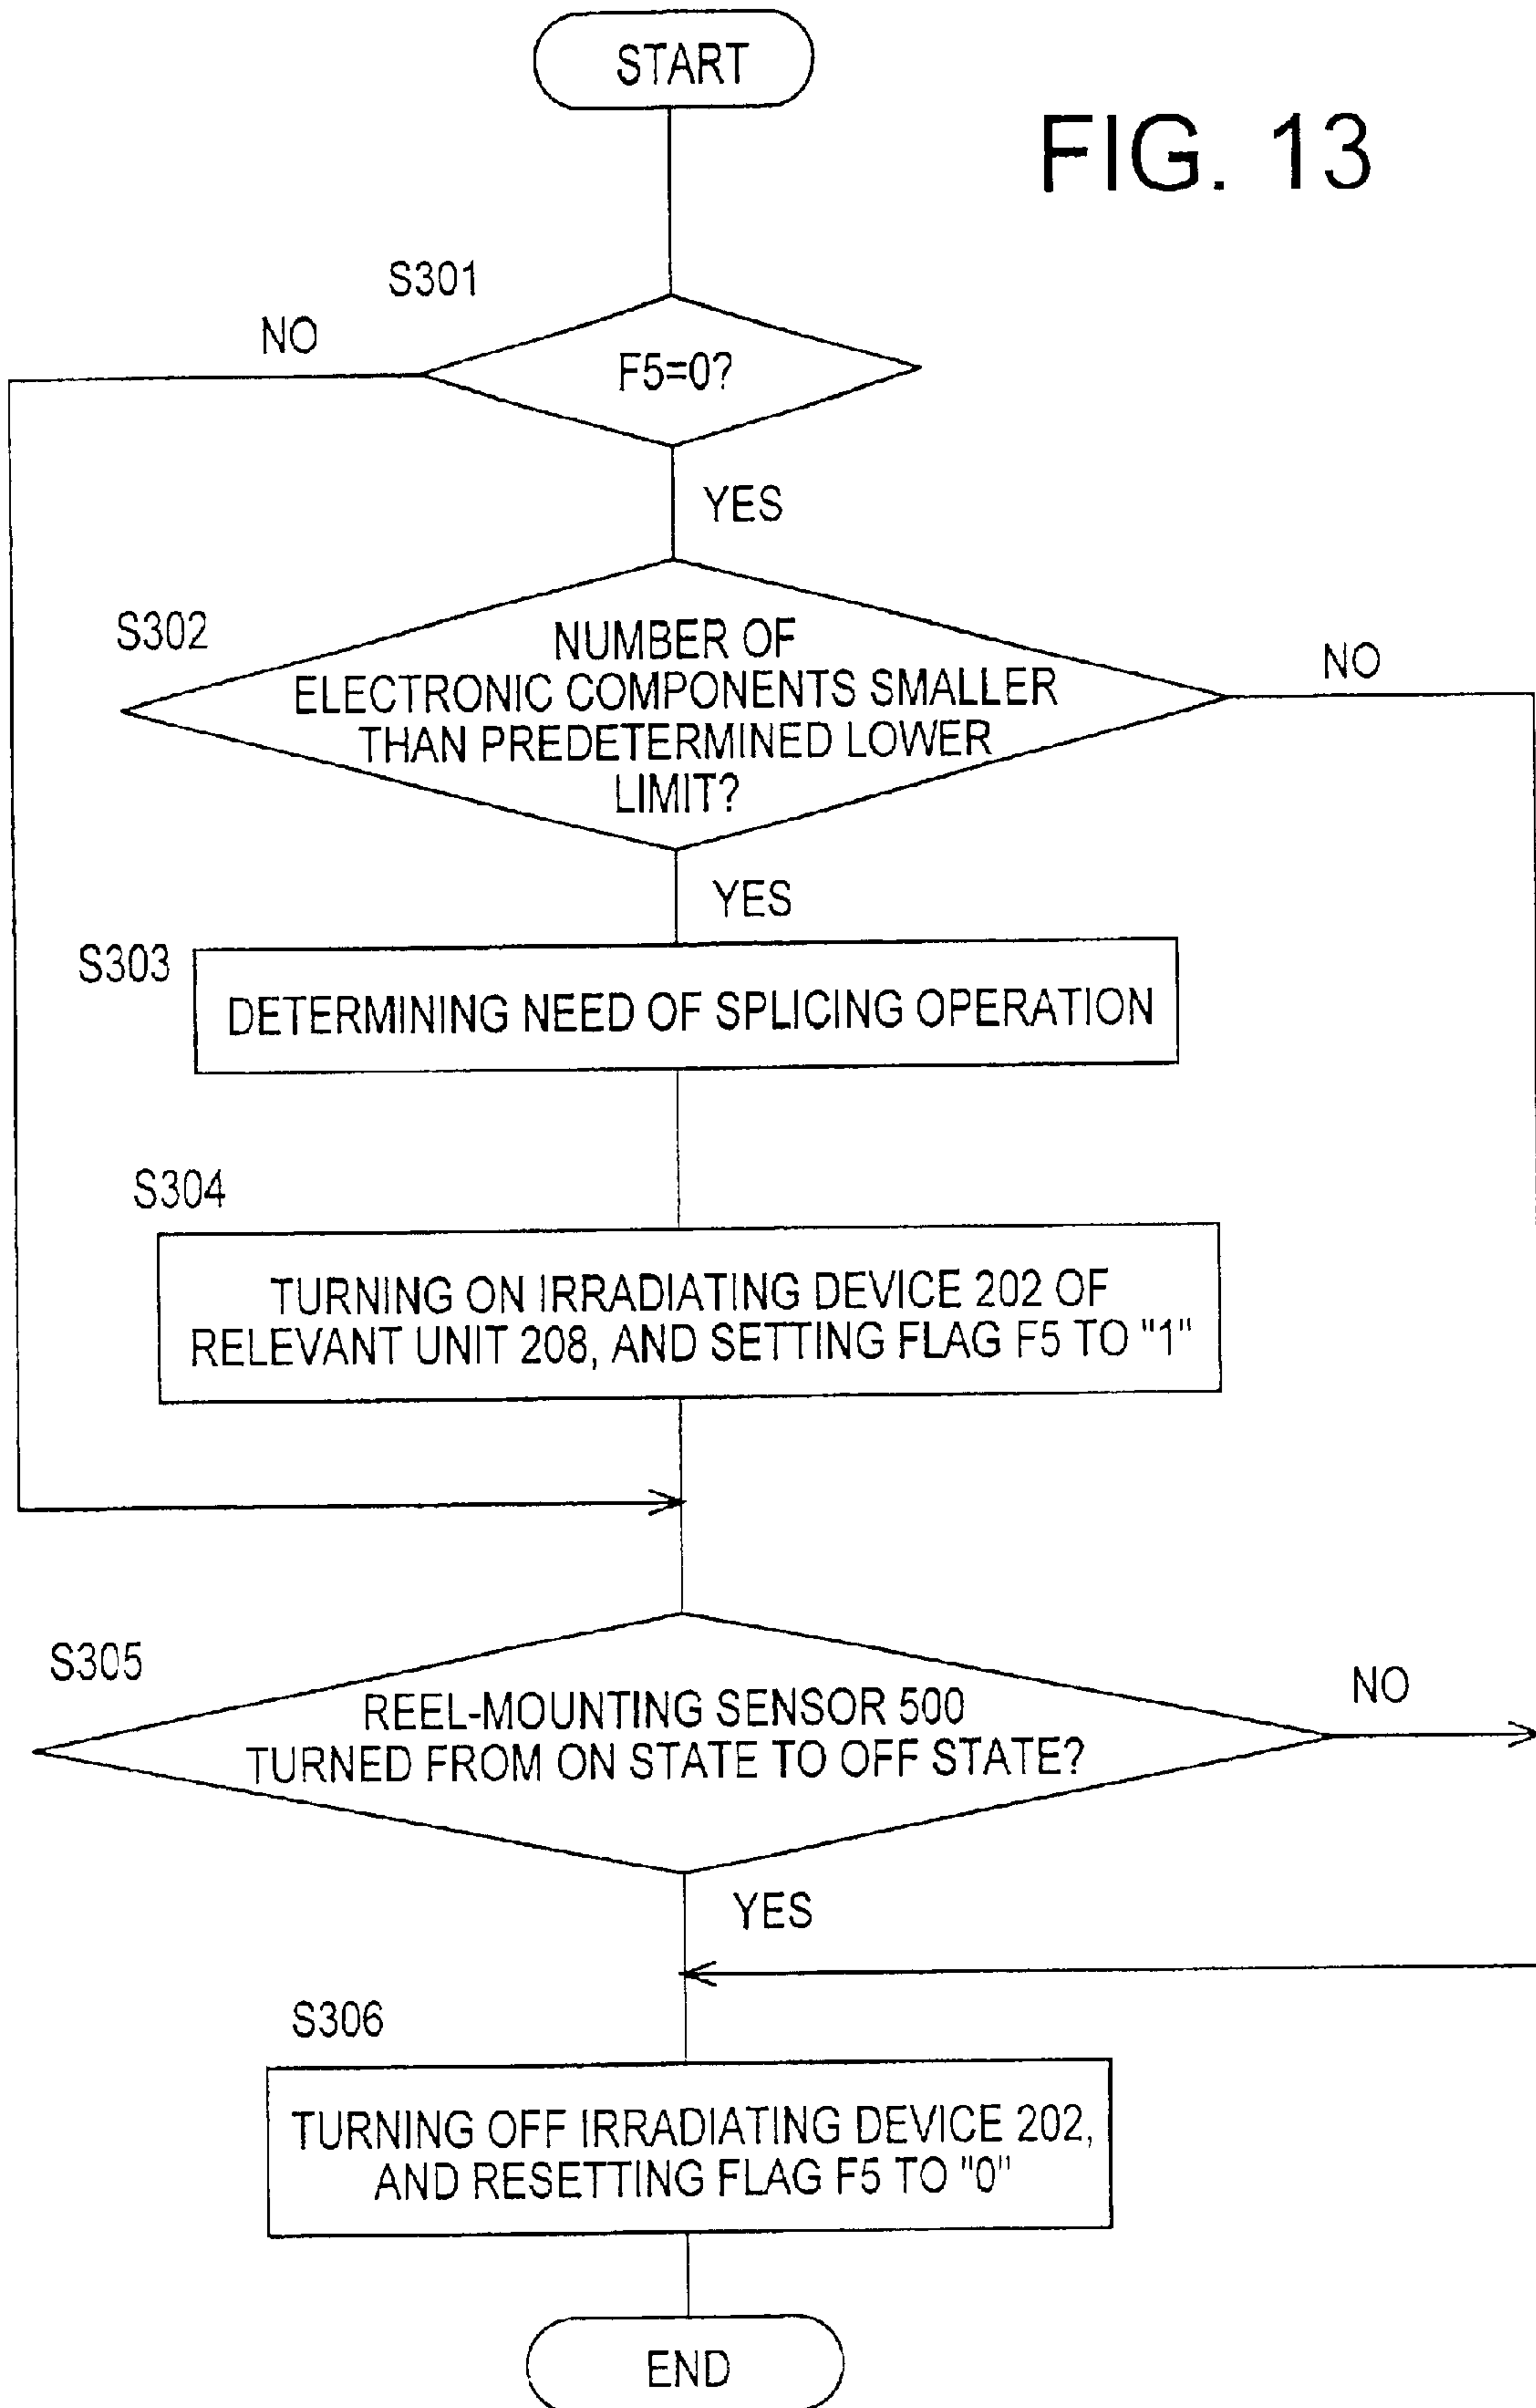 START
FIG. 13
S301
NO
F5=0?
YES
S302
NUMBER OF
ELECTRONIC COMPONENTS SMALLER
THAN PREDETERMINED LOWER
LIMIT?
NO
YES
S303
DETERMINING NEED OF SPLICING OPERATION
S304
TURNING ON IRRADIATING DEVICE 202 OF
RELEVANT UNIT 208, AND SETTING FLAG F5 TO "1"
S305
REEL-MOUNTING SENSOR 500
TURNED FROM ON STATE TO OFF STATE?
NO
YES
S306
TURNING OFF IRRADIATING DEVICE 202,
AND RESETTING FLAG F5 TO "0"
END